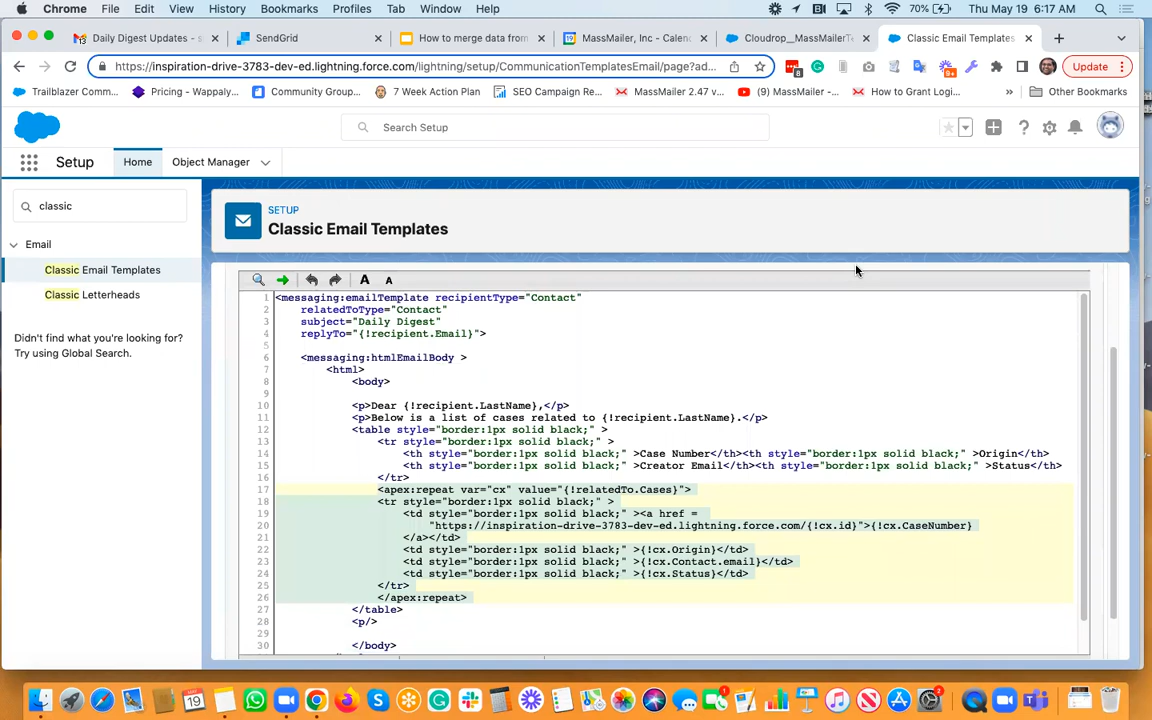 Chrome File Edit View History Bookmarks Profiles Tab Window Help 70% Thu May 19 6:17 AM
Daily Digest Updates - s SendGrid How to merge data from MassMailer, Inc - Calen Cloudrop__MassMailerTe Classic Email Templates
https://inspiration-drive-3783-dev-ed.lightning.force.com/lightning/setup/CommunicationTemplatesEmail/page?ad... Update
Trailblazer Comm... Pricing - Wappaly... Community Group... 7 Week Action Plan SEO Campaign Re... MassMailer 2.47 v... (9) MassMailer -... How to Grant Logi... » Other Bookmarks
Search Setup
Setup Home Object Manager
classic
Email
Classic Email Templates
Classic Letterheads
Didn't find what you're looking for?
Try using Global Search.
SETUP
Classic Email Templates
A A
1 <messaging:emailTemplate recipientType="Contact"
2 relatedToType="Contact"
3 subject="Daily Digest"
4 replyTo="{!recipient.Email}">
5
6 <messaging:htmlEmailBody >
7 <html>
8 <body>
9
10 <p>Dear {!recipient.LastName},</p>
11 <p>Below is a list of cases related to {!recipient.LastName}.</p>
12 <table style="border:1px solid black;" >
13 <tr style="border:1px solid black;" >
14 <th style="border:1px solid black;" >Case Number</th><th style="border:1px solid black;" >Origin</th>
15 <th style="border:1px solid black;" >Creator Email</th><th style="border:1px solid black;" >Status</th>
16 </tr>
17 <apex:repeat var="cx" value="{!relatedTo.Cases}">
18 <tr style="border:1px solid black;" >
19 <td style="border:1px solid black;" ><a href =
20 "https://inspiration-drive-3783-dev-ed.lightning.force.com/{!cx.id}">{!cx.CaseNumber}
21 </a></td>
22 <td style="border:1px solid black;" >{!cx.Origin}</td>
23 <td style="border:1px solid black;" >{!cx.Contact.email}</td>
24 <td style="border:1px solid black;" >{!cx.Status}</td>
25 </tr>
26 </apex:repeat>
27 </table>
28 <p/>
29
30 </body>